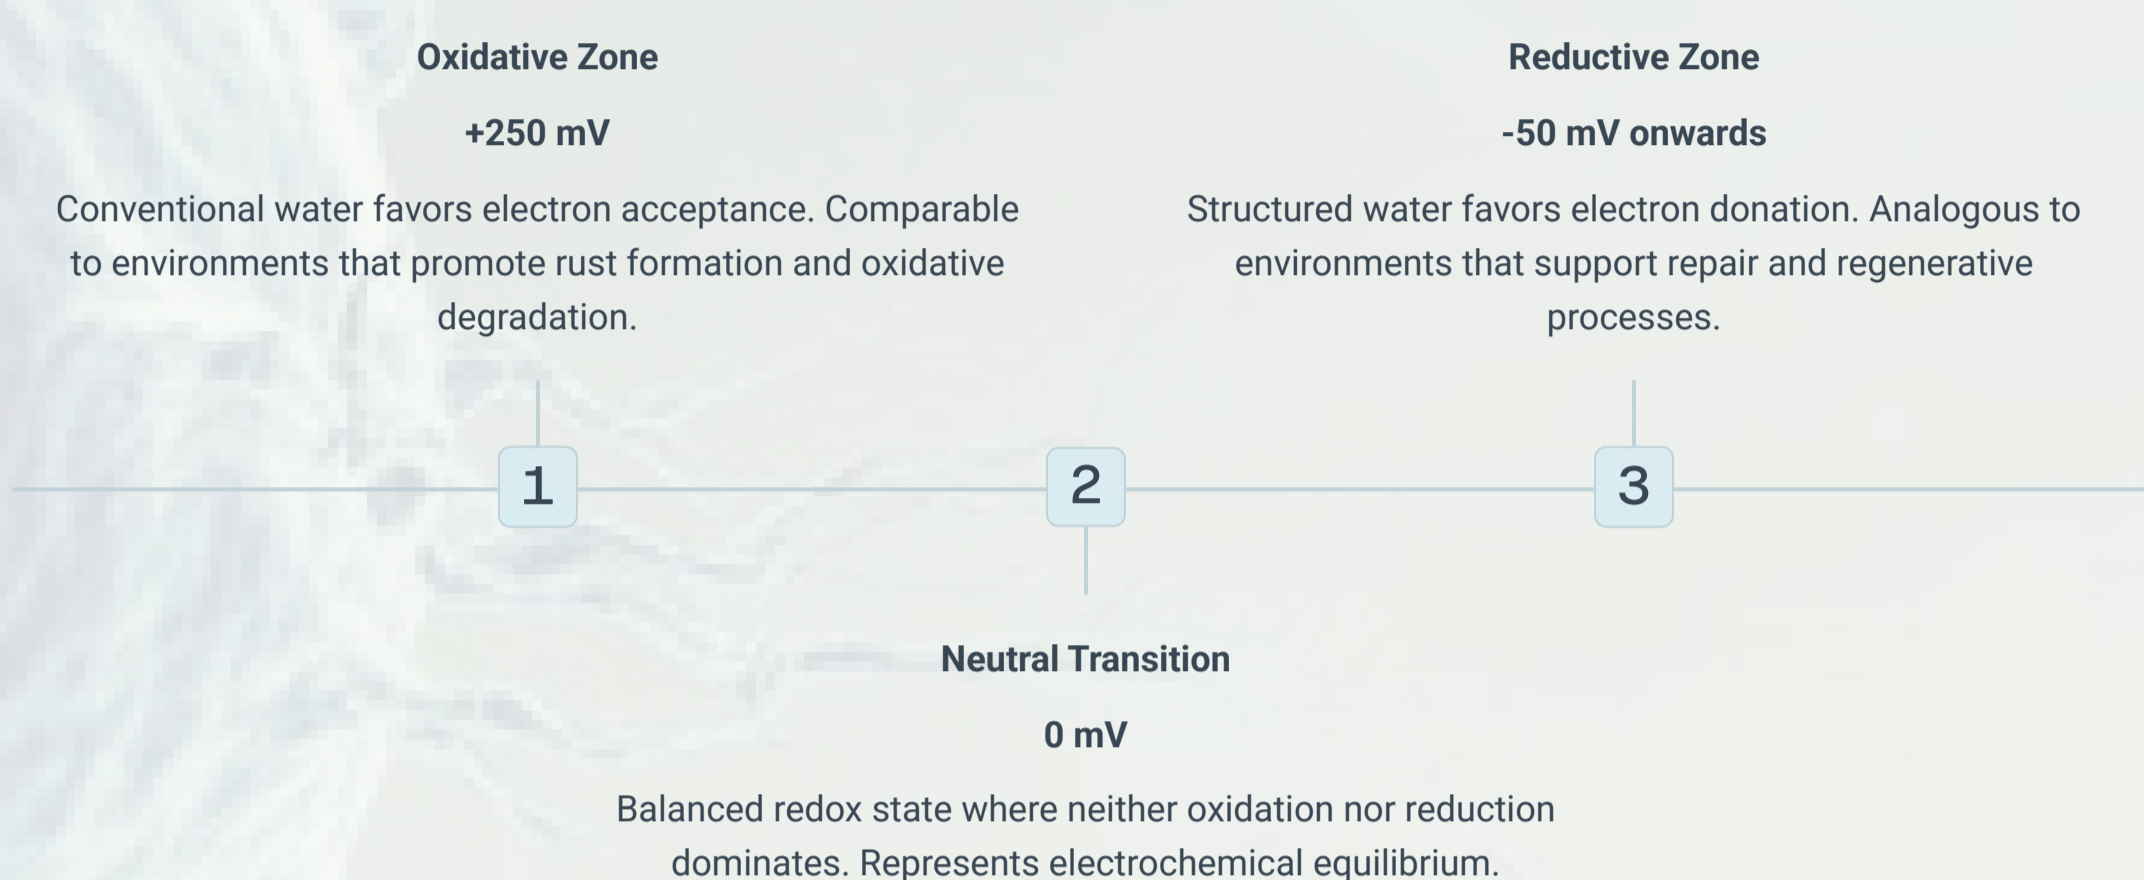 Oxidative Zone
+250 mV
Conventional water favors electron acceptance. Comparable
to environments that promote rust formation and oxidative
degradation.
Reductive Zone
-50 mV onwards
Structured water favors electron donation. Analogous to
environments that support repair and regenerative
processes.
1
2
3
Neutral Transition
0 mV
Balanced redox state where neither oxidation nor reduction
dominates. Represents electrochemical equilibrium.